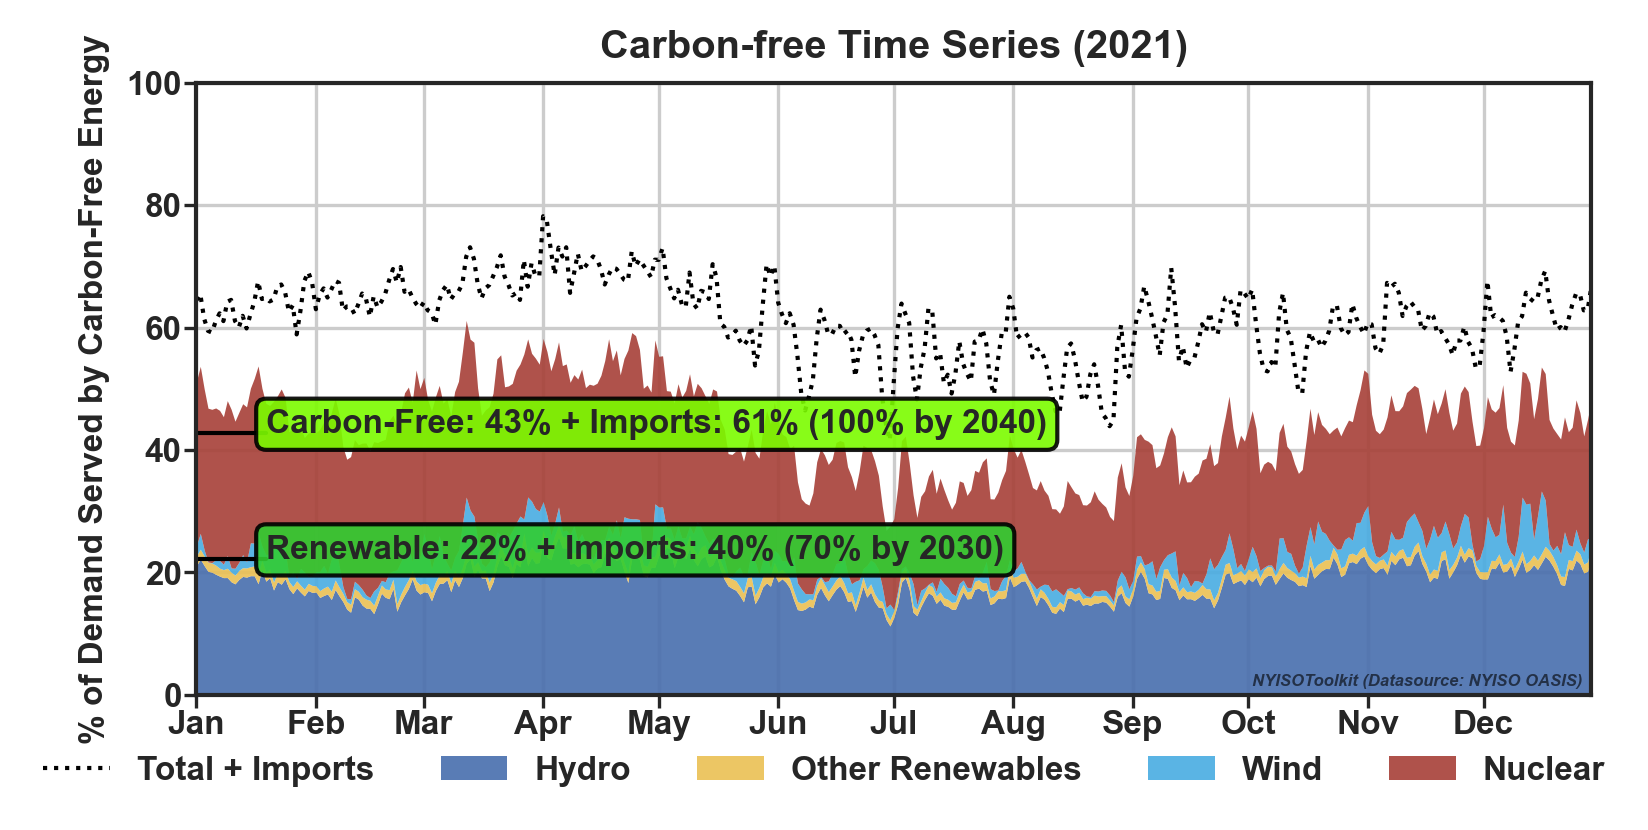 Carbon-free Time Series (2021)
% of Demand Served by Carbon-Free Energy
100
80
60
40
20
0
Carbon-Free: 43% + Imports: 61% (100% by 2040)
Renewable: 22% + Imports: 40% (70% by 2030)
NYISOToolkit (Datasource: NYISO OASIS)
Jan Feb Mar Apr May Jun Jul Aug Sep Oct Nov Dec
Total + Imports Hydro Other Renewables Wind Nuclear